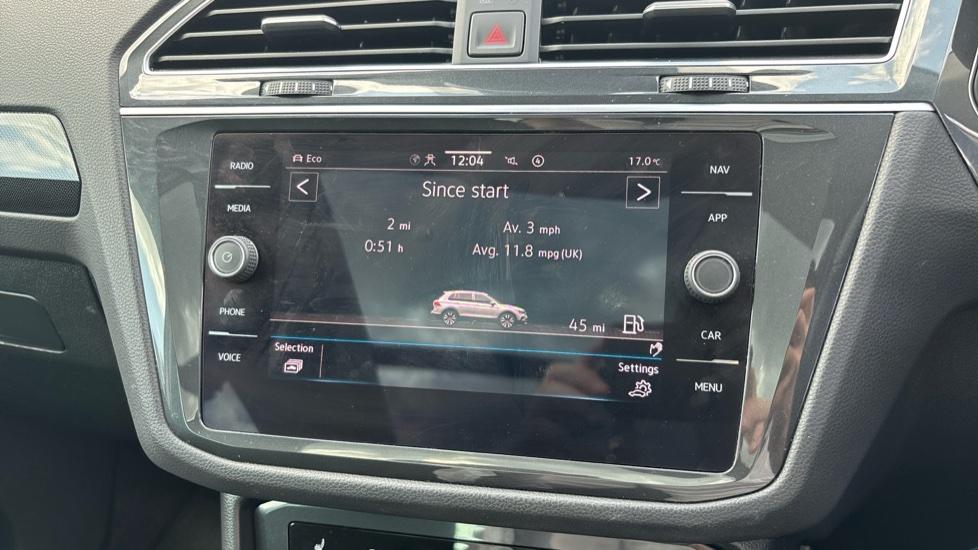 RADIO
MEDIA
PHONE
VOICE
Eco
12:04
4
17.0 °C
<
Since start
>
2 mi
Av. 3 mph
0:51 h
Avg. 11.8 mpg (UK)
45 mi
Selection
Settings
NAV
APP
CAR
MENU